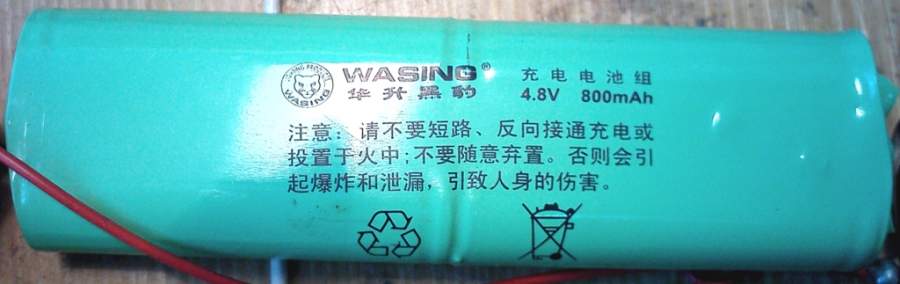 WASING® 充电电池组
华升黑豹 4.8V 800mAh
WASING
注意：请不要短路、反向接通充电或
投置于火中；不要随意弃置。否则会引
起爆炸和泄漏，引致人身的伤害。